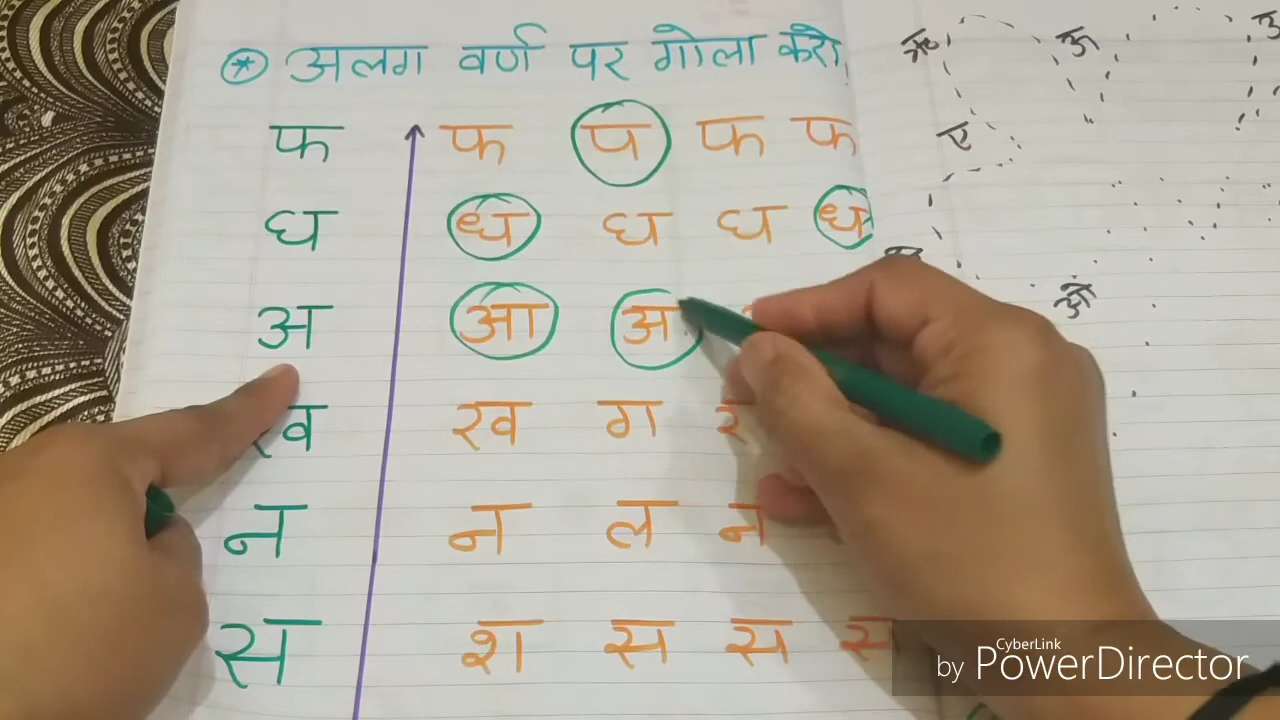 * अलग वर्ण पर गोला करो।
फ फ प फ फ
घ ध घ घ ध
अ आ अ
ख ख ग
न न ल न
स श स स स
ऊ
ए
ओ
CyberLink
by PowerDirector